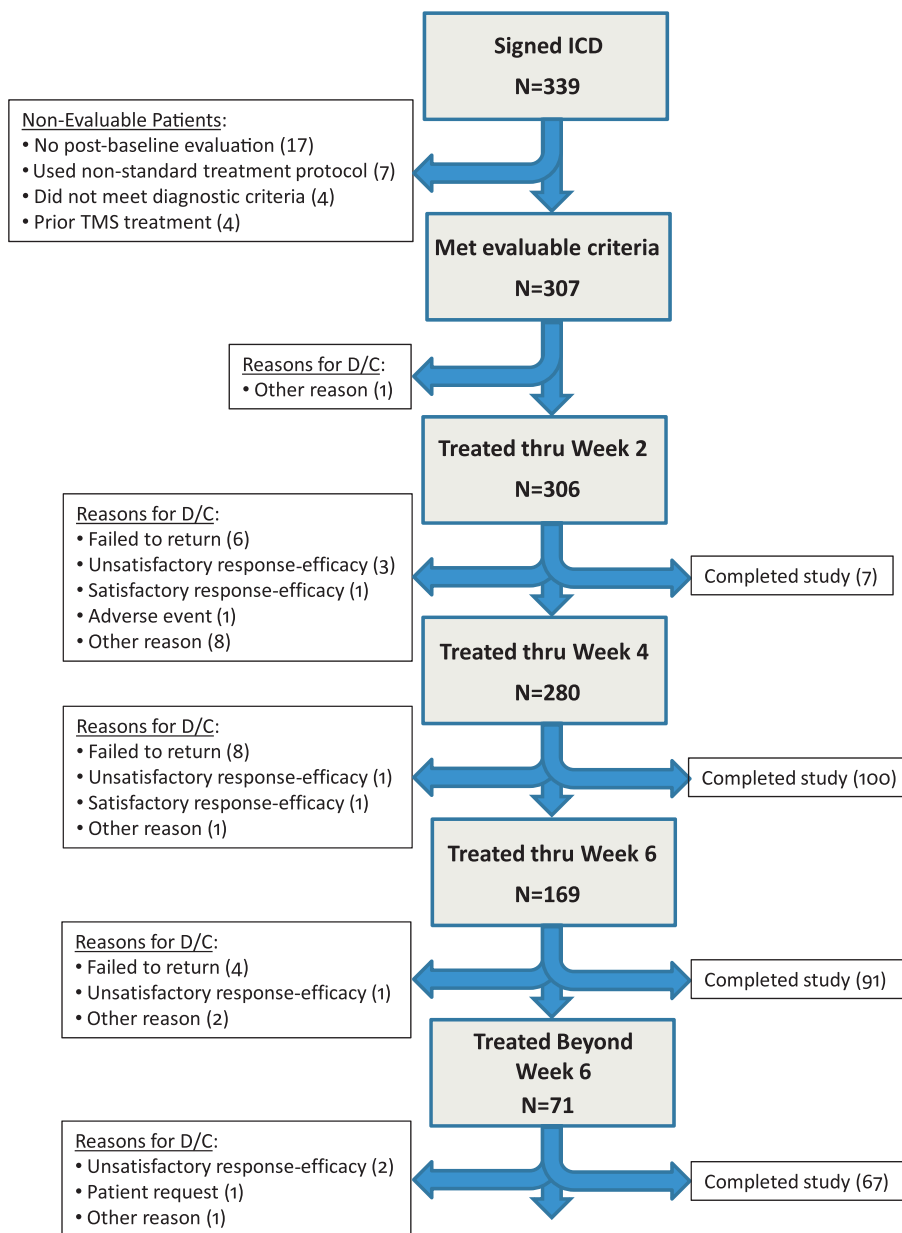 Signed ICD
N=339
Non-Evaluable Patients:
• No post-baseline evaluation (17)
• Used non-standard treatment protocol (7)
• Did not meet diagnostic criteria (4)
• Prior TMS treatment (4)
Met evaluable criteria
N=307
Reasons for D/C:
• Other reason (1)
Treated thru Week 2
N=306
Reasons for D/C:
• Failed to return (6)
• Unsatisfactory response-efficacy (3)
• Satisfactory response-efficacy (1)
• Adverse event (1)
• Other reason (8)
Completed study (7)
Treated thru Week 4
N=280
Reasons for D/C:
• Failed to return (8)
• Unsatisfactory response-efficacy (1)
• Satisfactory response-efficacy (1)
• Other reason (1)
Completed study (100)
Treated thru Week 6
N=169
Reasons for D/C:
• Failed to return (4)
• Unsatisfactory response-efficacy (1)
• Other reason (2)
Completed study (91)
Treated Beyond
Week 6
N=71
Reasons for D/C:
• Unsatisfactory response-efficacy (2)
• Patient request (1)
• Other reason (1)
Completed study (67)